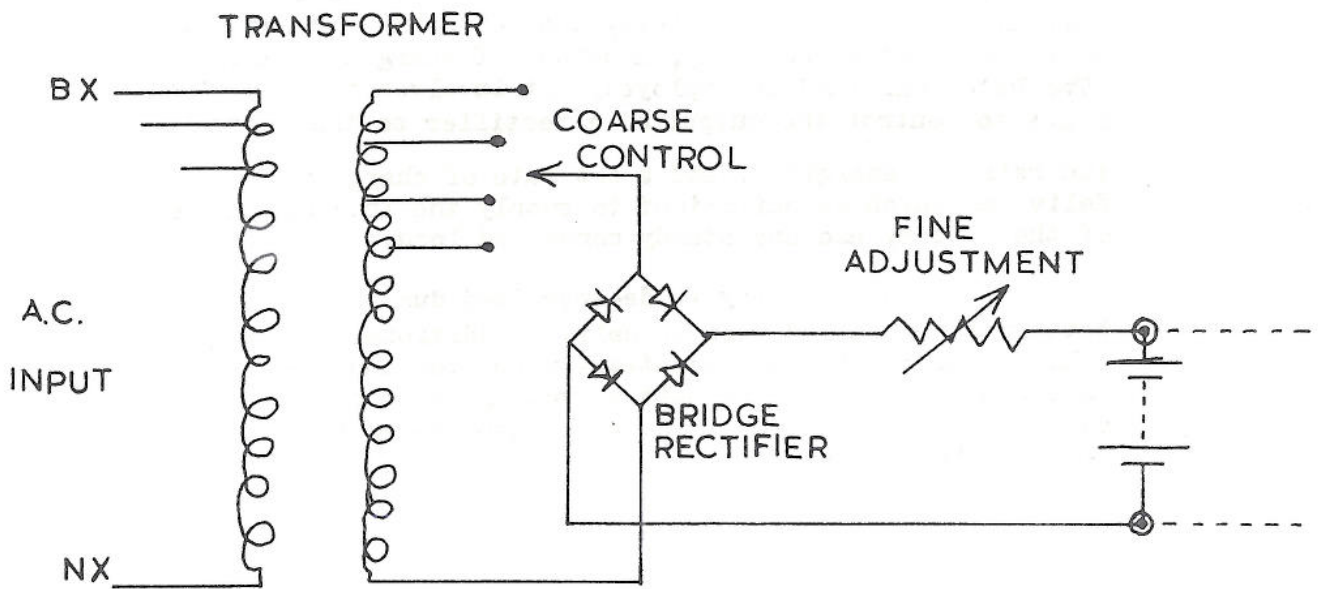 TRANSFORMER
BX
COARSE
CONTROL
FINE
ADJUSTMENT
A.C.
INPUT
BRIDGE
RECTIFIER
NX